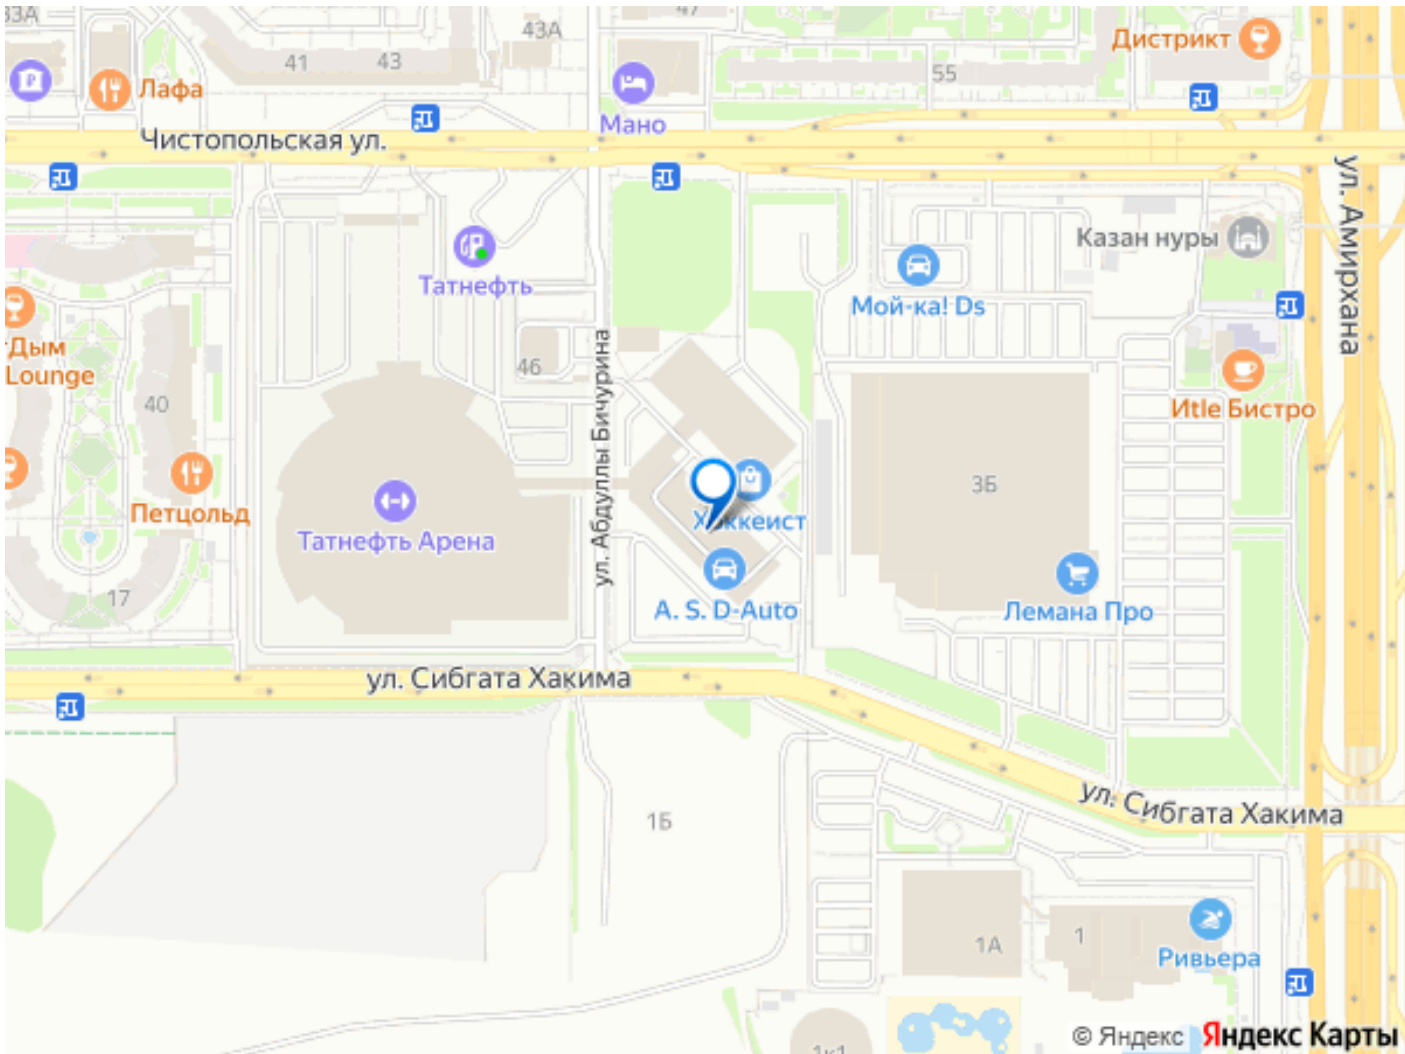 33А
43А
47
41
43
55
Дистрикт
Лафа
Мано
Чистопольская ул.
ул. Амирхана
Казан нуры
Татнефть
Мой-ка! Ds
Дым
Lounge
46
ул. Абдуллы Бичурина
40
Итle Бистро
3Б
Петцольд
Татнефть Арена
Хоккеист
17
A. S. D-Auto
Лемана Про
ул. Сибгата Хакима
ул. Сибгата Хакима
1Б
1А
1
Ривьера
1к1
© Яндекс Яндекс Карты